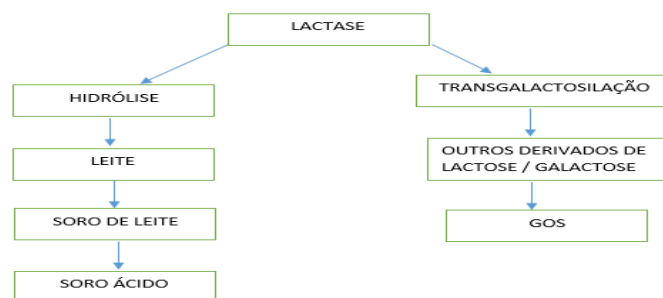 LACTASE
HIDRÓLISE
TRANSGALACTOSILAÇÃO
LEITE
OUTROS DERIVADOS DE
LACTOSE / GALACTOSE
SORO DE LEITE
GOS
SORO ÁCIDO